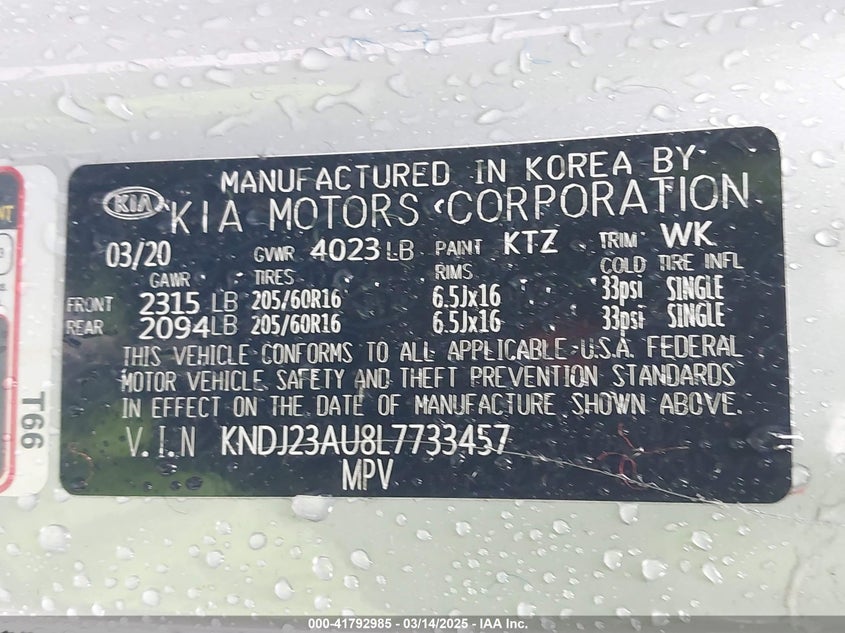 MANUFACTURED IN KOREA BY
KIA KIA MOTORS CORPORATION
03/20 GVWR 4023 LB PAINT KTZ TRIM WK
GAWR TIRES RIMS COLD TIRE INFL
FRONT 2315 LB 205/60R16 6.5Jx16 33psi SINGLE
REAR 2094LB 205/60R16 6.5Jx16 33psi SINGLE
THIS VEHICLE CONFORMS TO ALL APPLICABLE U.S.A. FEDERAL
MOTOR VEHICLE SAFETY AND THEFT PREVENTION STANDARDS
IN EFFECT ON THE DATE OF MANUFACTURE SHOWN ABOVE.
V.I.N KNDJ23AU8L7733457
MPV
T66
000-41792985 - 03/14/2025 - IAA Inc.